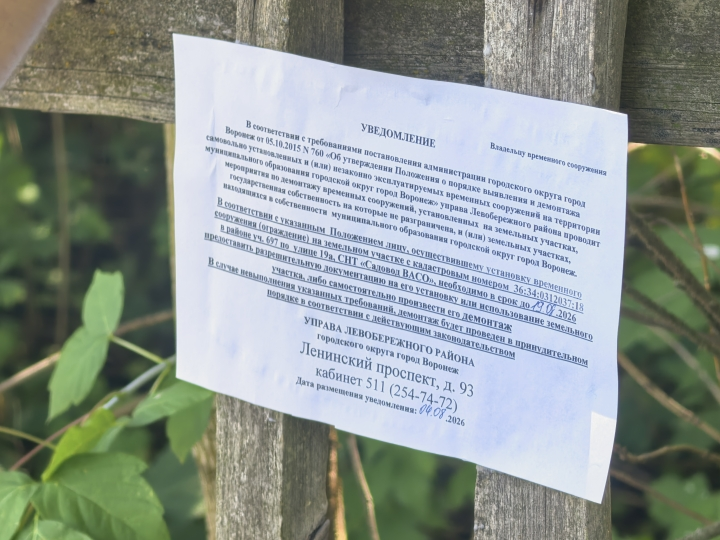 Владельцу временного сооружения
УВЕДОМЛЕНИЕ
В соответствии с требованиями постановления администрации городского округа город
Воронеж от 05.10.2015 N 760 «Об утверждении Положения о порядке выявления и демонтажа
самовольно установленных и (или) незаконно эксплуатируемых временных сооружений на территории
муниципального образования городской округ город Воронеж» управа Левобережного района проводит
мероприятия по демонтажу временных сооружений, установленных на земельных участках,
государственная собственность на которые не разграничена, и (или) земельных участках,
находящихся в собственности муниципального образования городской округ город Воронеж.
В соответствии с указанным Положением лицу, осуществившему установку временного
сооружения (ограждение) на земельном участке с кадастровым номером 36:34:0312037:18
в районе уч. 697 по улице 19а, СНТ «Садовод ВАСО», необходимо в срок до 19.08.2026
предоставить разрешительную документацию на его установку или использование земельного
участка, либо самостоятельно произвести его демонтаж
В случае невыполнения указанных требований, демонтаж будет проведен в принудительном
порядке в соответствии с действующим законодательством
УПРАВА ЛЕВОБЕРЕЖНОГО РАЙОНА
городского округа город Воронеж
Ленинский проспект, д. 93
кабинет 511 (254-74-72)
Дата размещения уведомления: 04.08.2026